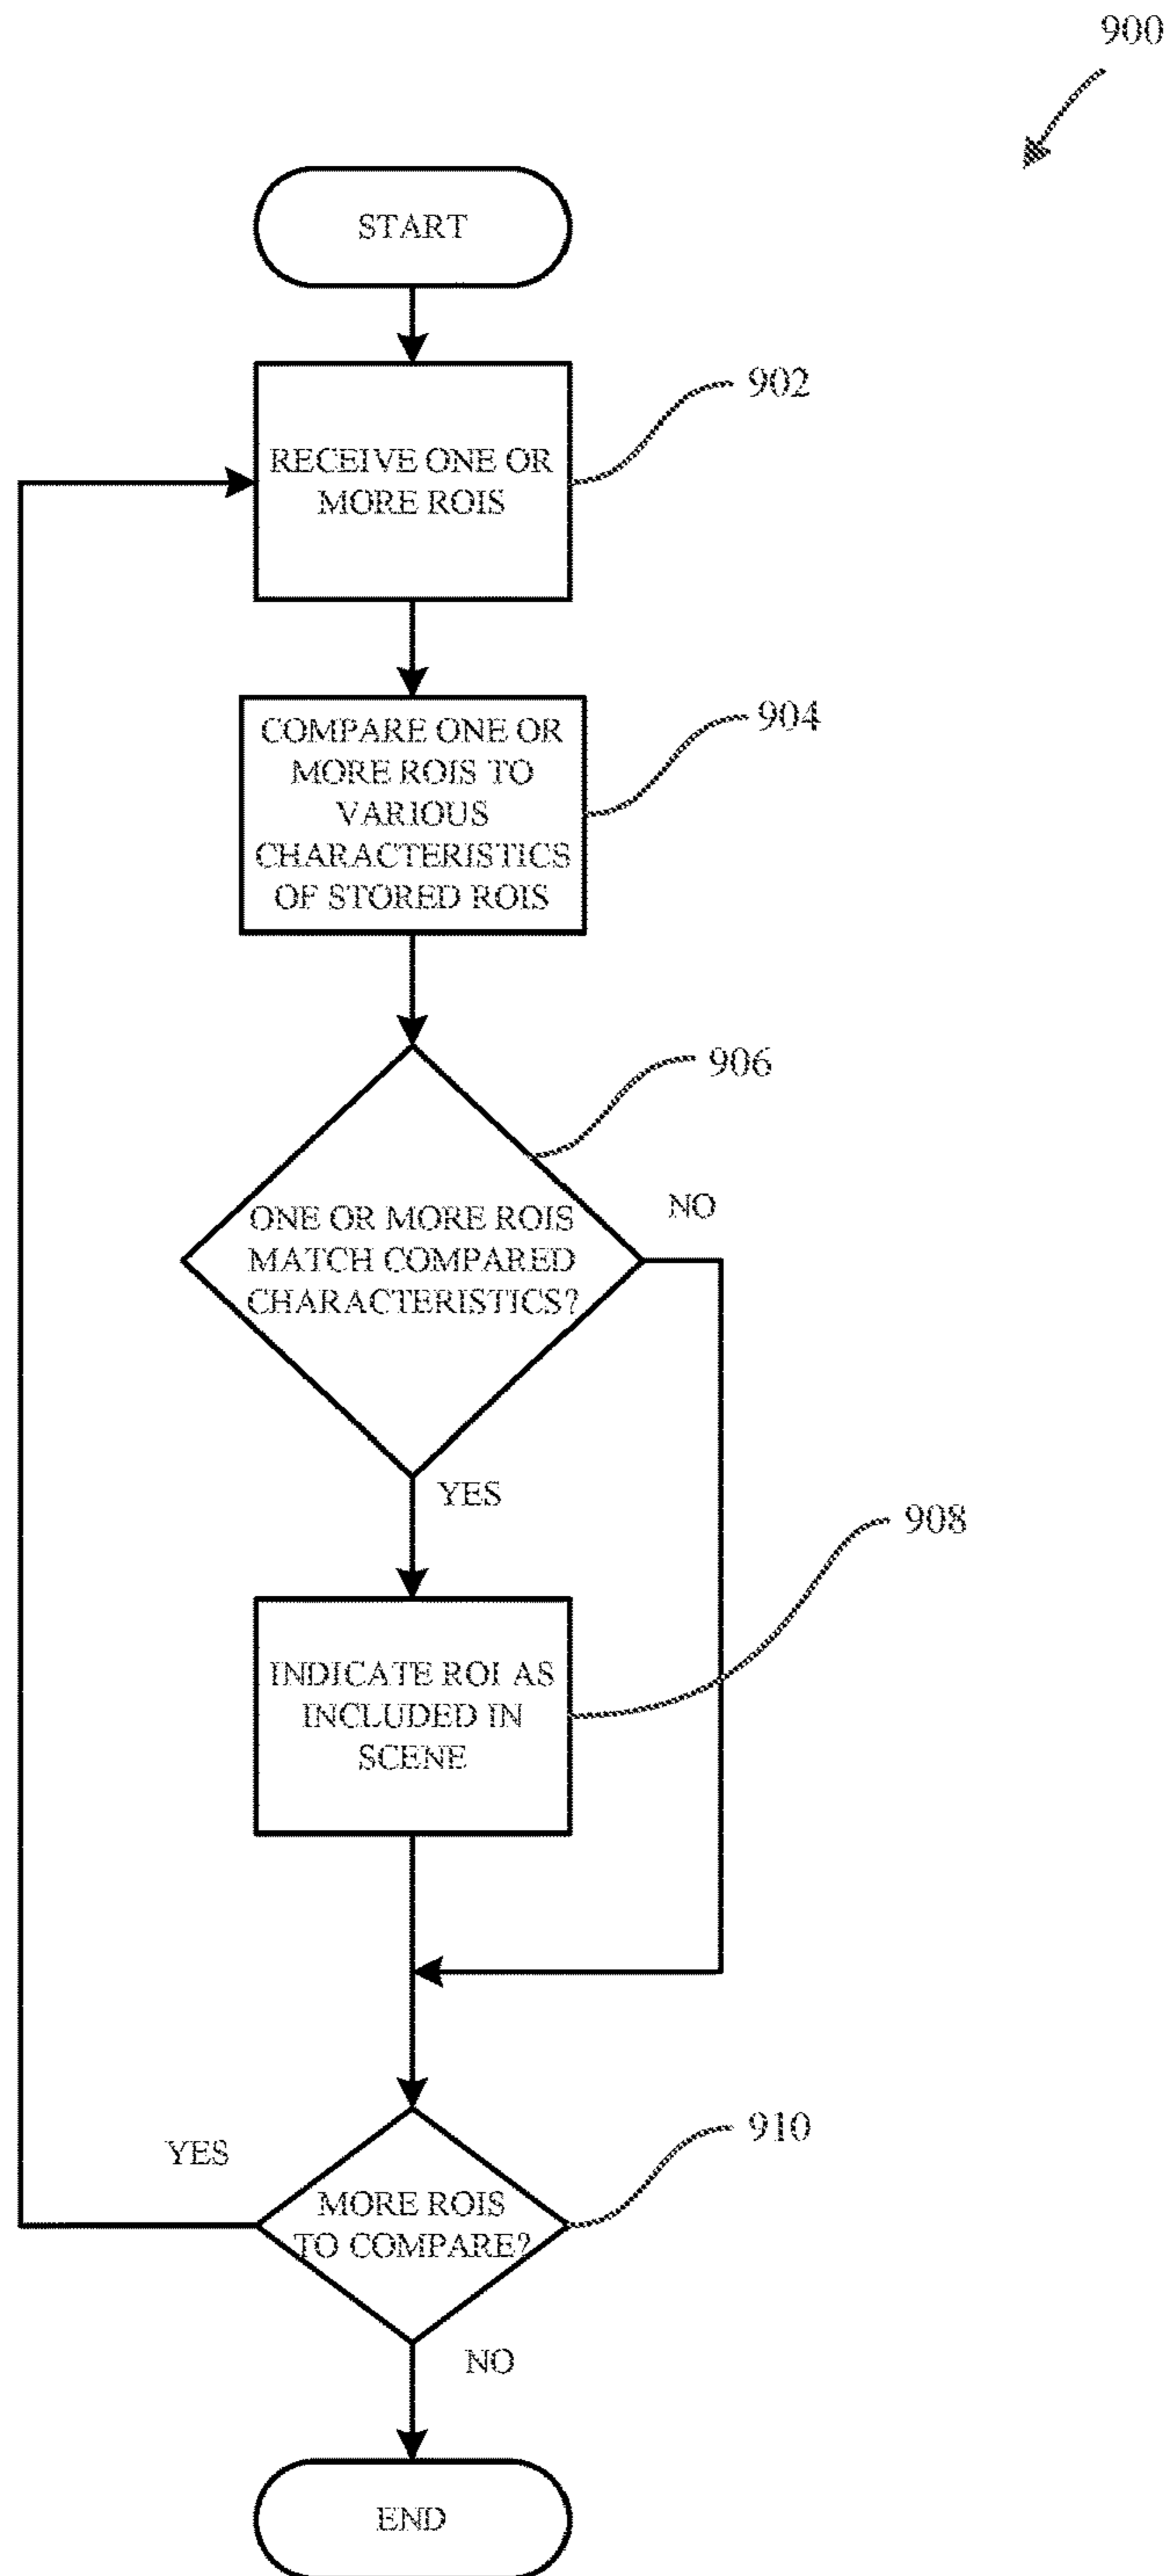 900
START
902
RECEIVE ONE OR
MORE ROIS
904
COMPARE ONE OR
MORE ROIS TO
VARIOUS
CHARACTERISTICS
OF STORED ROIS
906
NO
ONE OR MORE ROIS
MATCH COMPARED
CHARACTERISTICS?
YES
908
INDICATE ROI AS
INCLUDED IN
SCENE
910
YES
MORE ROIS
TO COMPARE?
NO
END